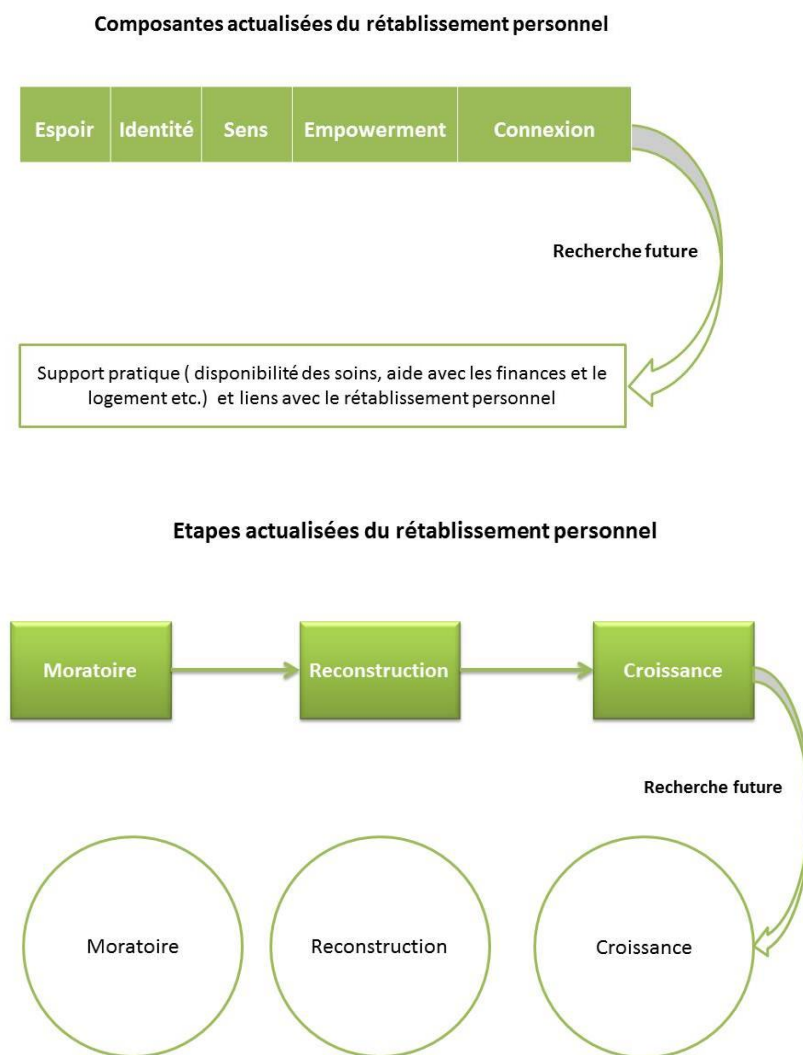 Composantes actualisées du rétablissement personnel
Espoir Identité Sens Empowerment Connexion
Recherche future
Support pratique ( disponibilité des soins, aide avec les finances et le
logement etc.) et liens avec le rétablissement personnel
Etapes actualisées du rétablissement personnel
Moratoire Reconstruction Croissance
Recherche future
Moratoire Reconstruction Croissance